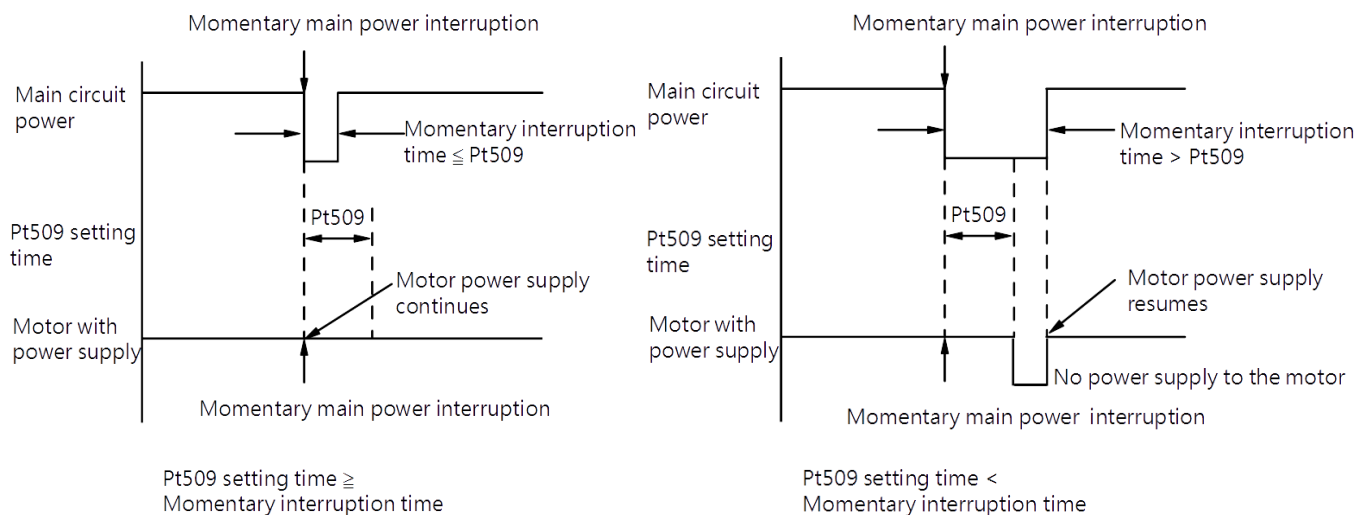 Momentary main power interruption
Main circuit
power
Momentary interruption
time ≦ Pt509
Pt509
Pt509 setting
time
Motor power supply
continues
Motor with
power supply
Momentary main power interruption
Pt509 setting time ≧
Momentary interruption time
Momentary main power interruption
Main circuit
power
Momentary interruption
time > Pt509
Pt509
Pt509 setting
time
Motor power supply
resumes
Motor with
power supply
No power supply to the motor
Momentary main power interruption
Pt509 setting time <
Momentary interruption time